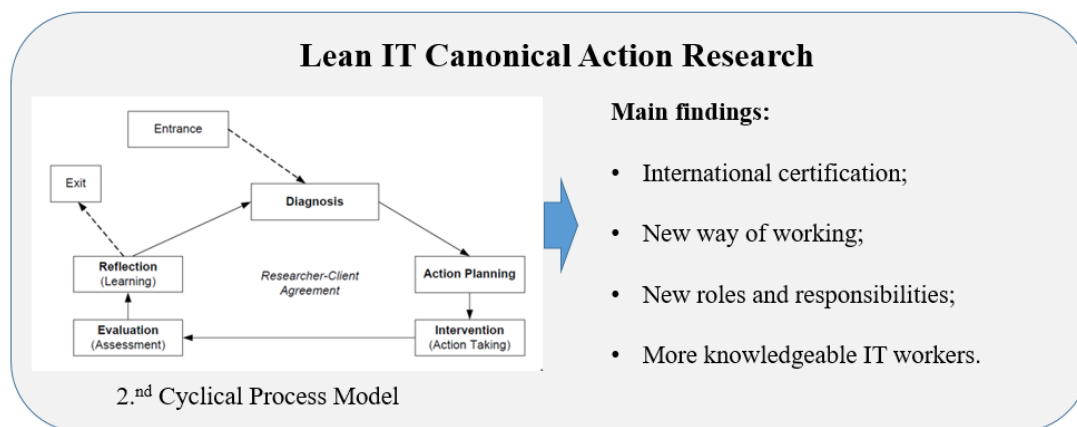 Lean IT Canonical Action Research
Entrance
Exit
Diagnosis
Reflection
(Learning)
Researcher-Client
Agreement
Action Planning
Evaluation
(Assessment)
Intervention
(Action Taking)
2.nd Cyclical Process Model
Main findings:
• International certification;
• New way of working;
• New roles and responsibilities;
• More knowledgeable IT workers.